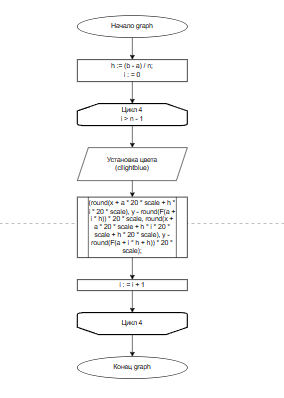 Начало graph
h := (b - a) / n;
i : = 0
Цикл 4
i > n - 1
Установка цвета
(cllightblue)
(round(x + a * 20 * scale + h *
i * 20 * scale), y - round(F(a +
i * h)) * 20 * scale, round(x +
a * 20 * scale + h * i * 20 *
scale + h * 20 * scale), y -
round(F(a + i * h + h)) * 20 *
scale);
i : = i + 1
Цикл 4
Конец graph